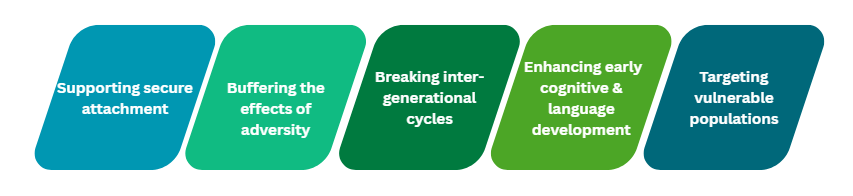 Supporting secure
attachment
Buffering the
effects of
adversity
Breaking inter-
generational
cycles
Enhancing early
cognitive &
language
development
Targeting
vulnerable
populations